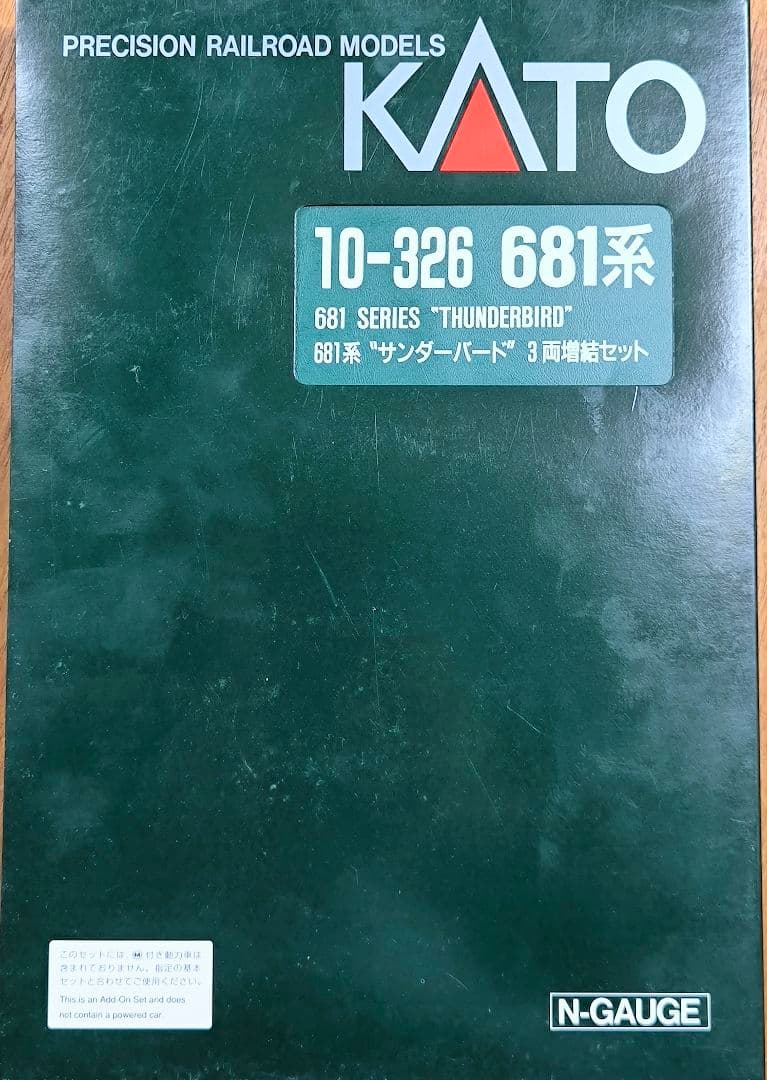 PRECISION RAILROAD MODELS
KATO
10-326 681系
681 SERIES "THUNDERBIRD"
681系 "サンダーバード" 3両増結セット
このセットには、Ⓜ付き動力車は
含まれておりません。指定の基本
セットと合わせてご使用ください。
This is an Add-On Set and does
not contain a powered car.
N-GAUGE